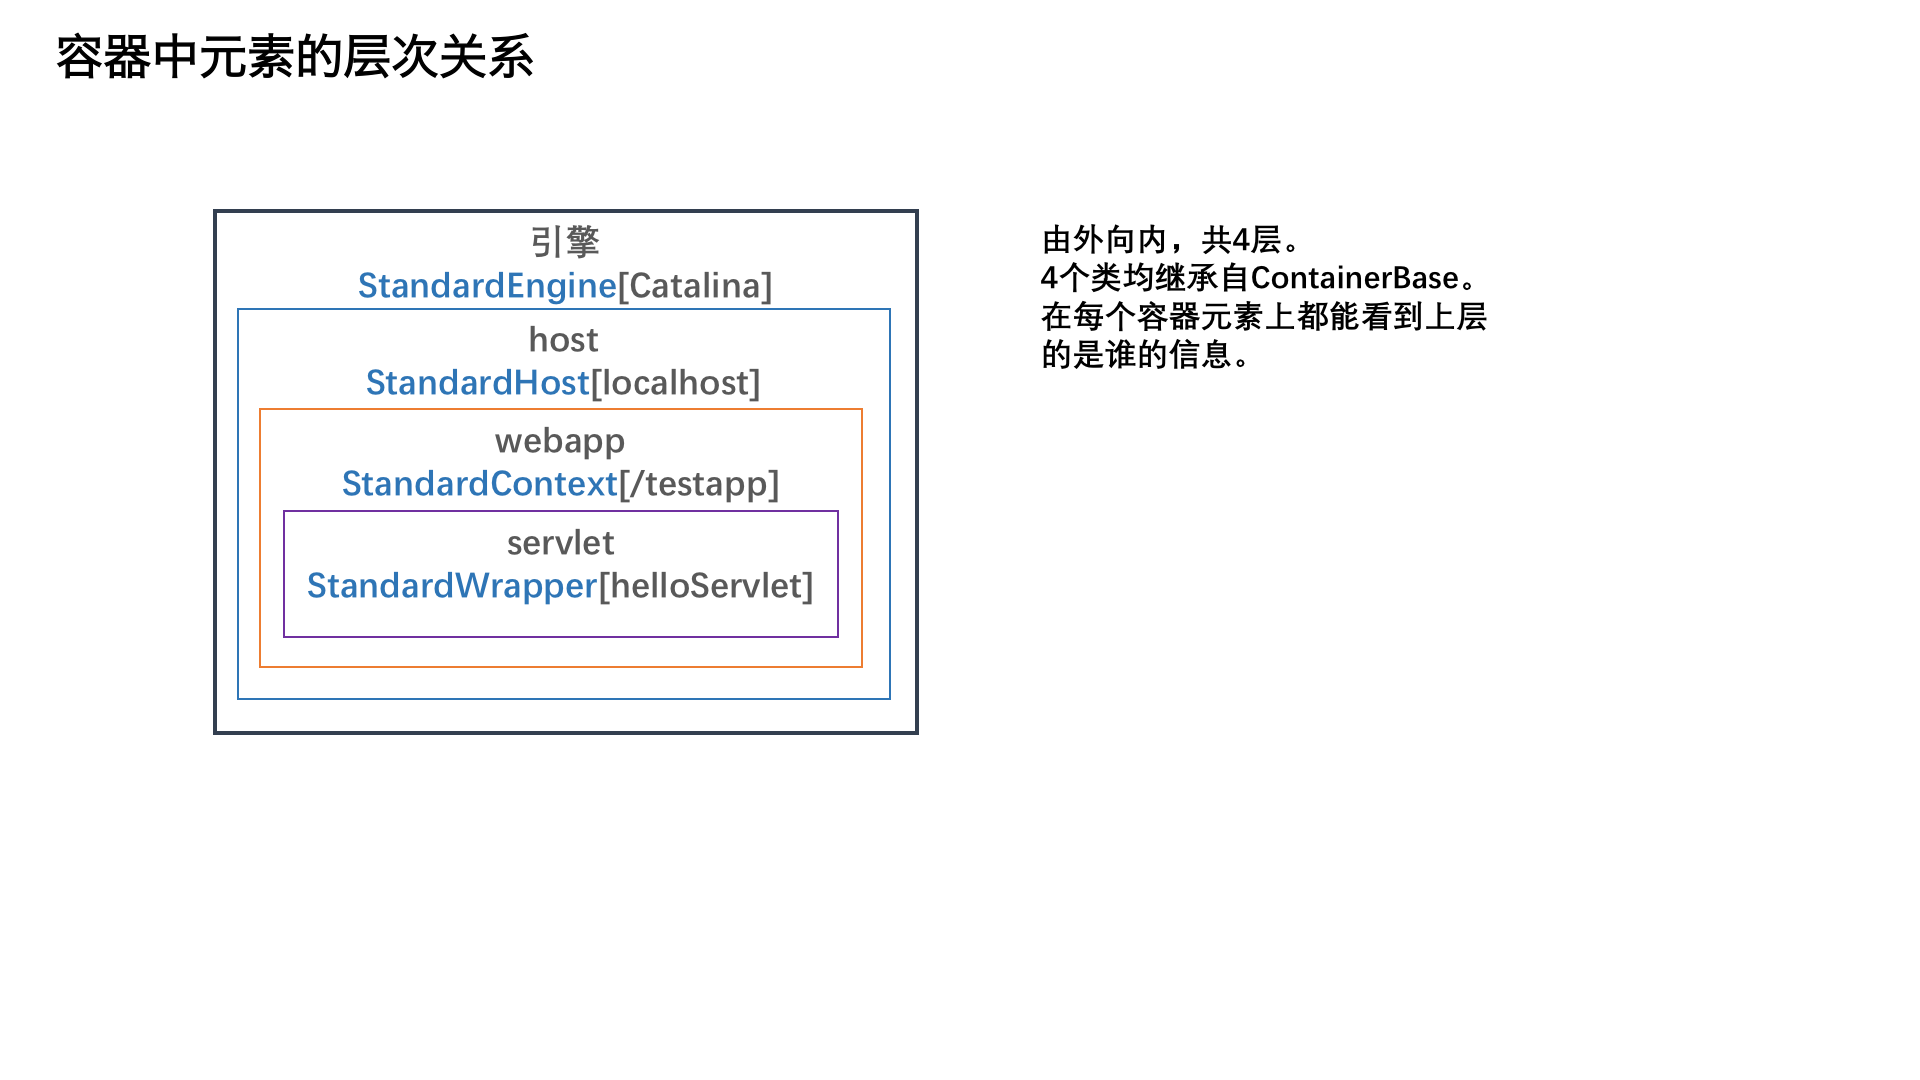 容器中元素的层次关系
引擎
StandardEngine[Catalina]
host
StandardHost[localhost]
webapp
StandardContext[/testapp]
servlet
StandardWrapper[helloServlet]
由外向内，共4层。
4个类均继承自ContainerBase。
在每个容器元素上都能看到上层
的是谁的信息。